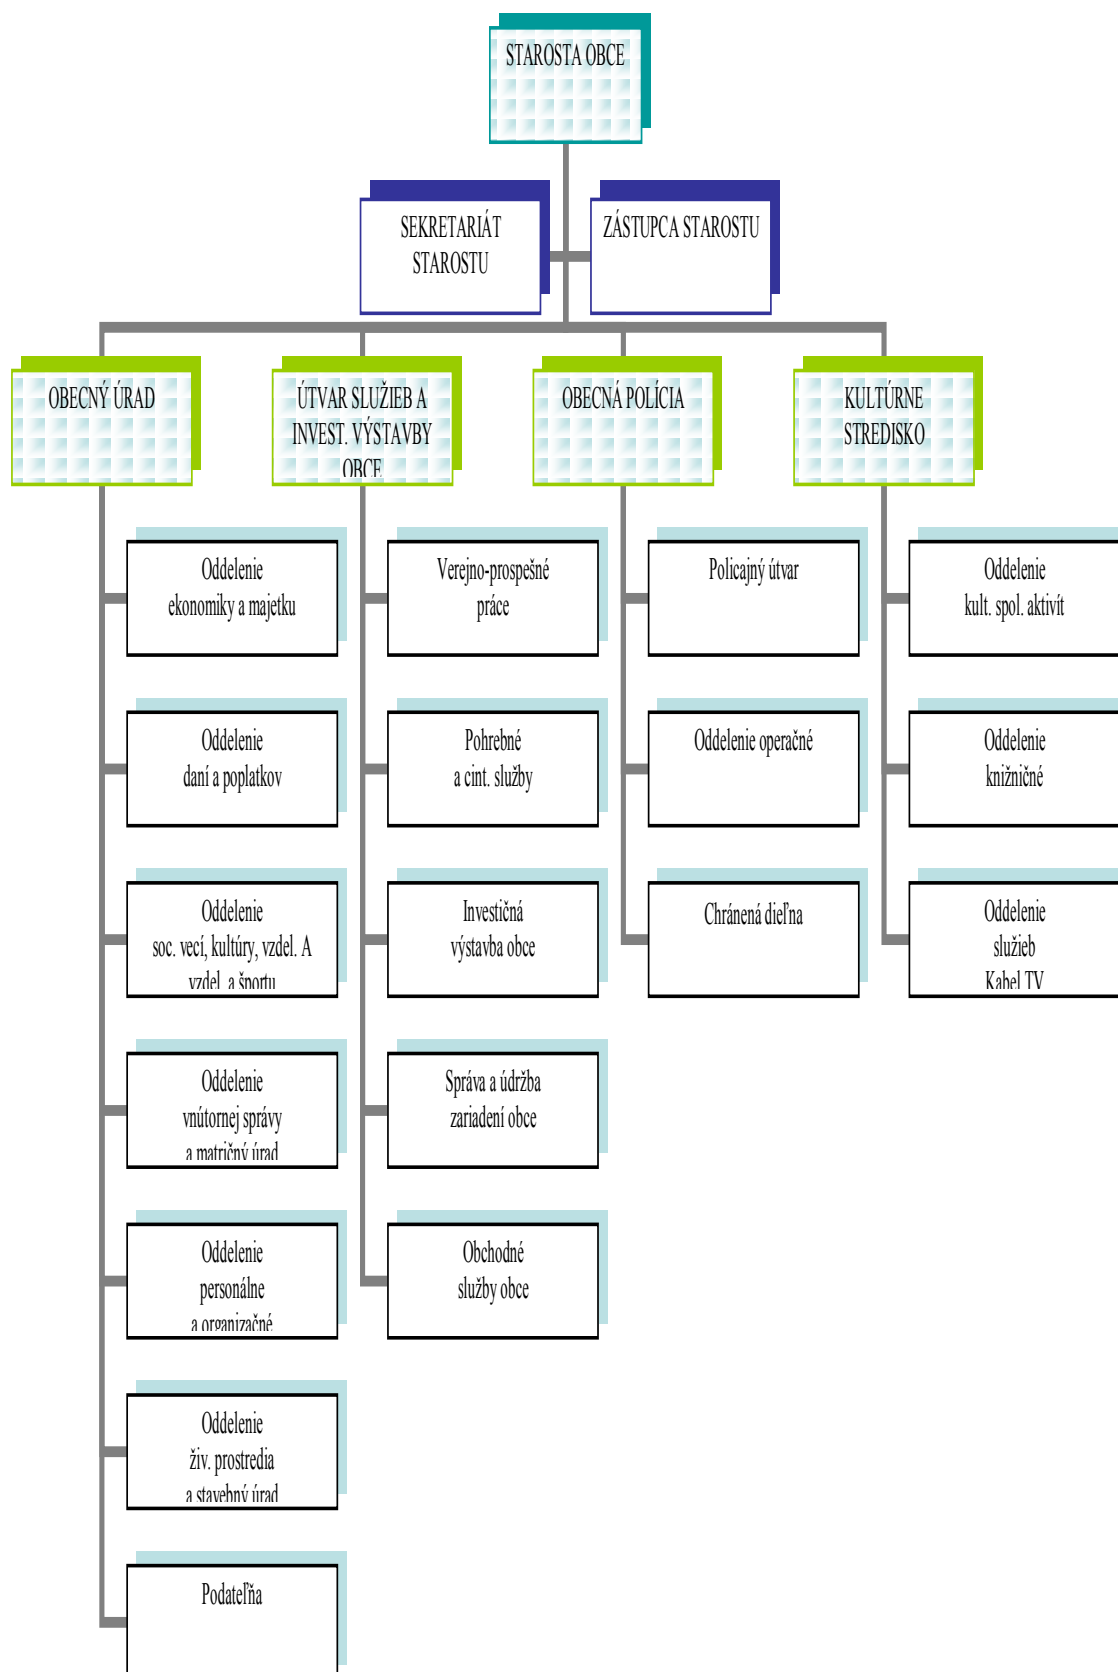 STAROSTA OBCE
SEKRETARIÁT
STAROSTU
ZÁSTUPCA STAROSTU
OBECNÝ ÚRAD
ÚTVAR SLUŽIEB A
INVEST. VÝSTAVBY
OBCE
OBECNÁ POLÍCIA
KULTÚRNE
STREDISKO
Oddelenie
ekonomiky a majetku
Oddelenie
daní a poplatkov
Oddelenie
soc. vecí, kultúry, vzdel. A
vzdel. a športu
Oddelenie
vnútornej správy
a matričný úrad
Oddelenie
personálne
a organizačné
Oddelenie
živ. prostredia
a stavebný úrad
Podateľňa
Verejno-prospešné
práce
Pohrebné
a cint. služby
Investičná
výstavba obce
Správa a údržba
zariadení obce
Obchodné
služby obce
Policajný útvar
Oddelenie operačné
Chránená dieľna
Oddelenie
kult. spol. aktivít
Oddelenie
knižničné
Oddelenie
služieb
Kabel TV